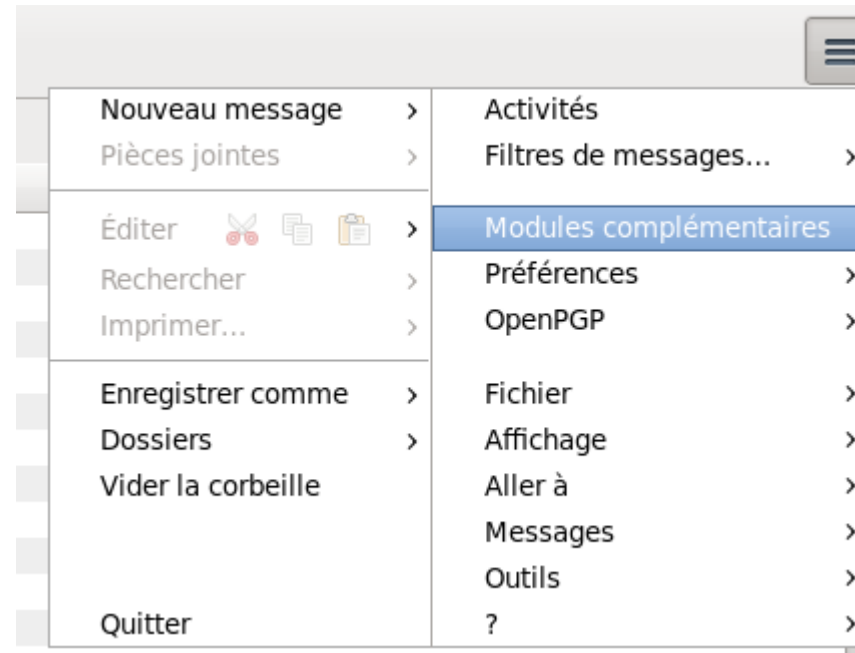 Nouveau message
Pièces jointes
Éditer
Rechercher
Imprimer...
Enregistrer comme
Dossiers
Vider la corbeille
Quitter
Activités
Filtres de messages...
Modules complémentaires
Préférences
OpenPGP
Fichier
Affichage
Aller à
Messages
Outils
?